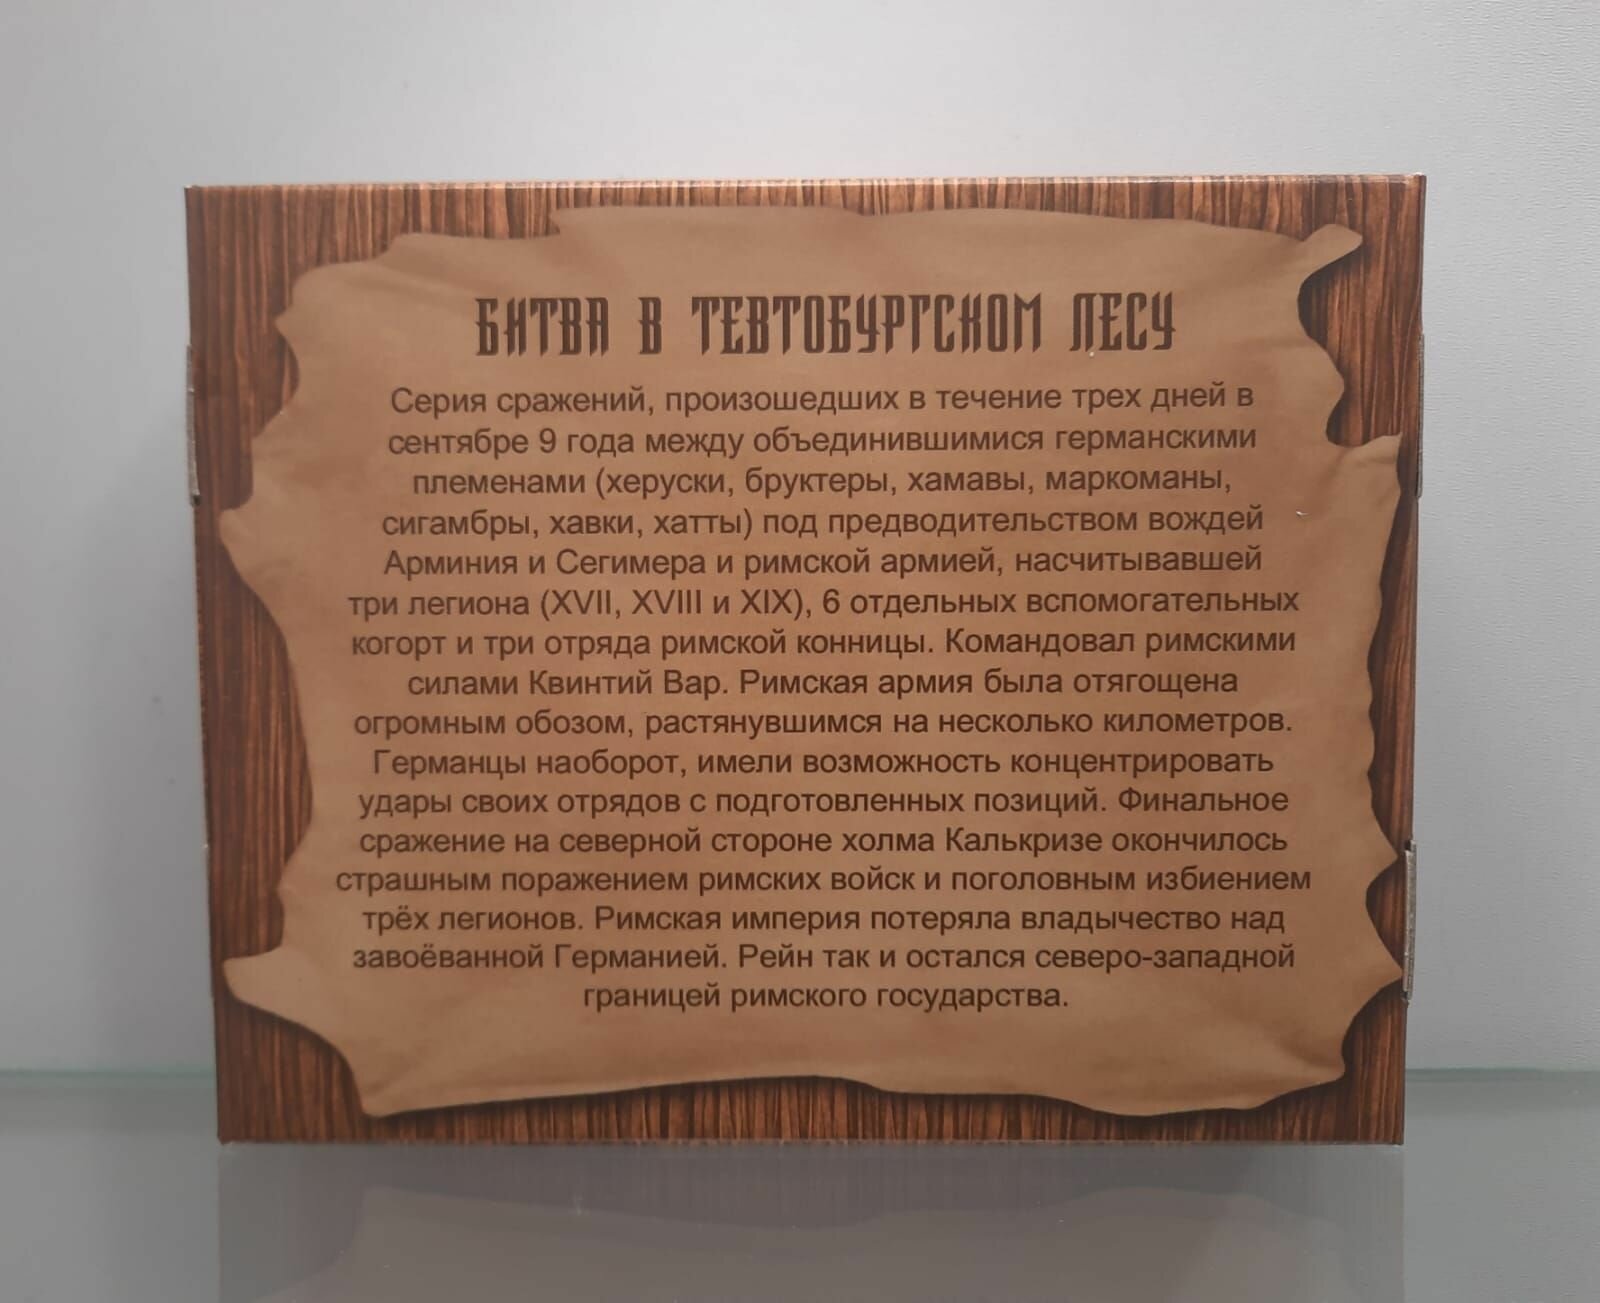 БИТВА В ТЕВТОБУРГСКОМ ЛЕСУ
Серия сражений, произошедших в течение трех дней в
сентябре 9 года между объединившимися германскими
племенами (херуски, бруктеры, хамавы, маркоманы,
сигамбры, хавки, хатты) под предводительством вождей
Арминия и Сегимера и римской армией, насчитывавшей
три легиона (XVII, XVIII и XIX), 6 отдельных вспомогательных
когорт и три отряда римской конницы. Командовал римскими
силами Квинтий Вар. Римская армия была отягощена
огромным обозом, растянувшимся на несколько километров.
Германцы наоборот, имели возможность концентрировать
удары своих отрядов с подготовленных позиций. Финальное
сражение на северной стороне холма Калькризе окончилось
страшным поражением римских войск и поголовным избиением
трёх легионов. Римская империя потеряла владычество над
завоёванной Германией. Рейн так и остался северо-западной
границей римского государства.